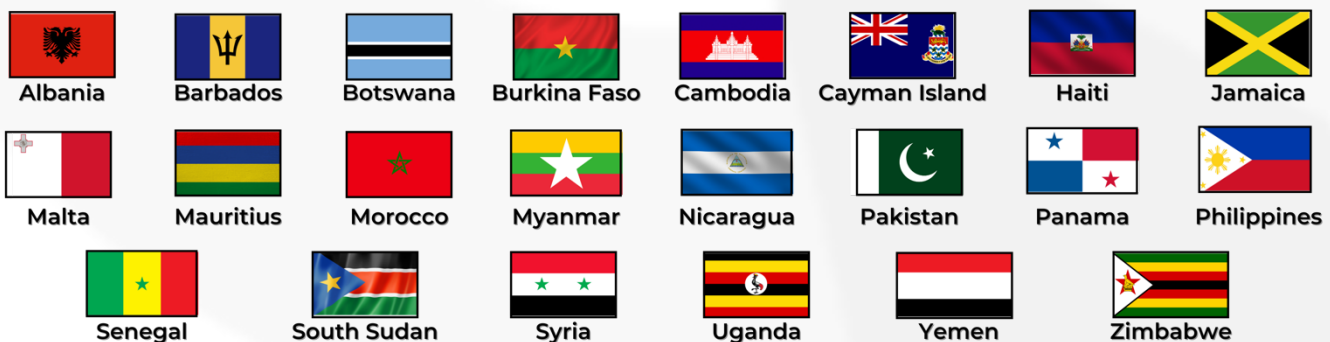 Albania Barbados Botswana Burkina Faso Cambodia Cayman Island Haiti Jamaica
Malta Mauritius Morocco Myanmar Nicaragua Pakistan Panama Philippines
Senegal South Sudan Syria Uganda Yemen Zimbabwe